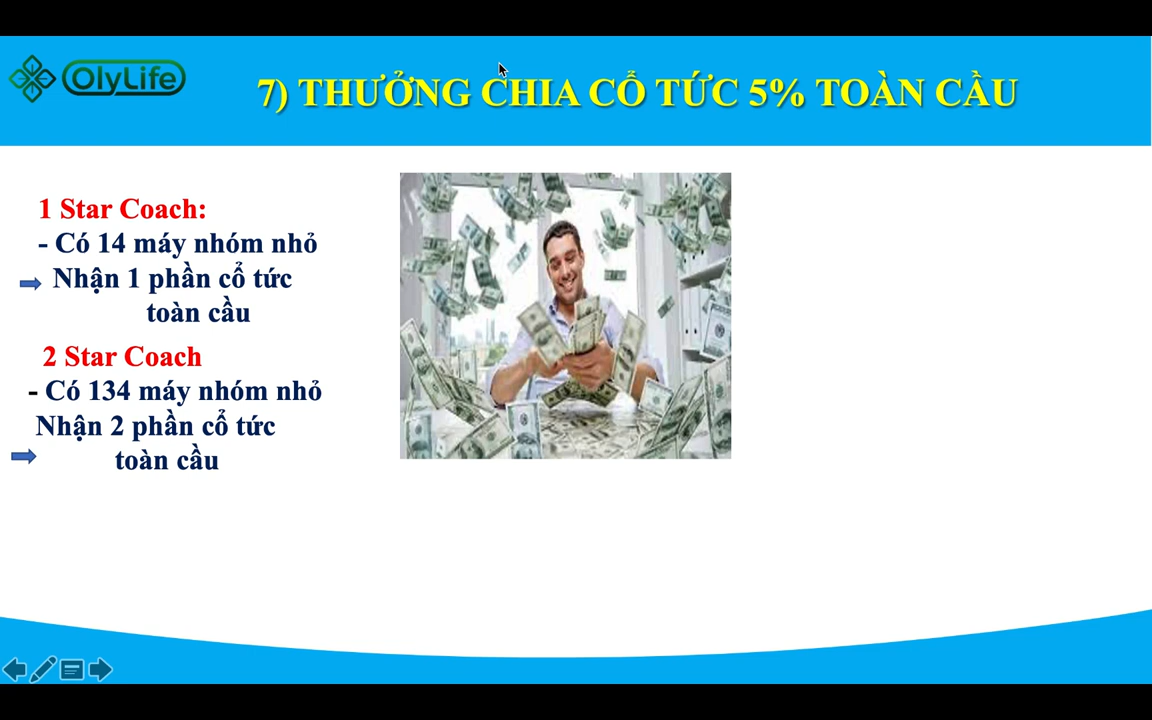 OlyLife
7) THƯỞNG CHIA CỔ TỨC 5% TOÀN CẦU
1 Star Coach:
- Có 14 máy nhóm nhỏ
Nhận 1 phần cổ tức
toàn cầu
2 Star Coach
- Có 134 máy nhóm nhỏ
Nhận 2 phần cổ tức
toàn cầu